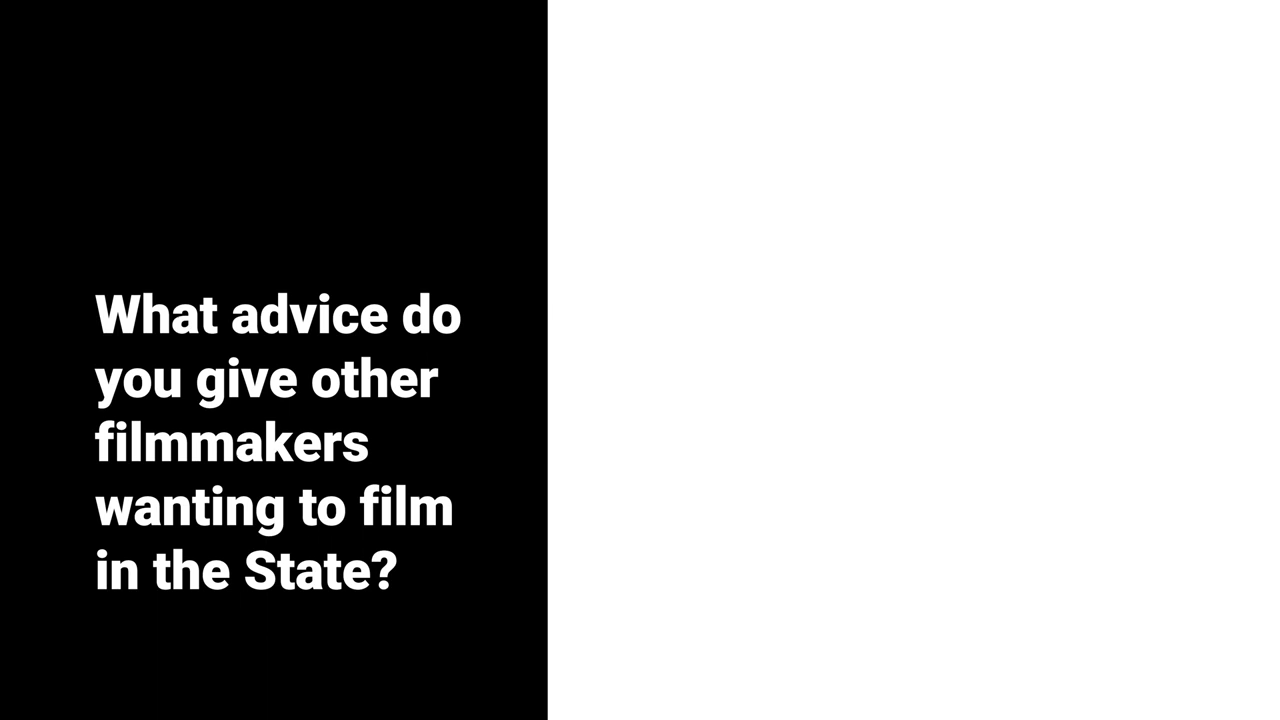 What advice do
you give other
filmmakers
wanting to film
in the State?